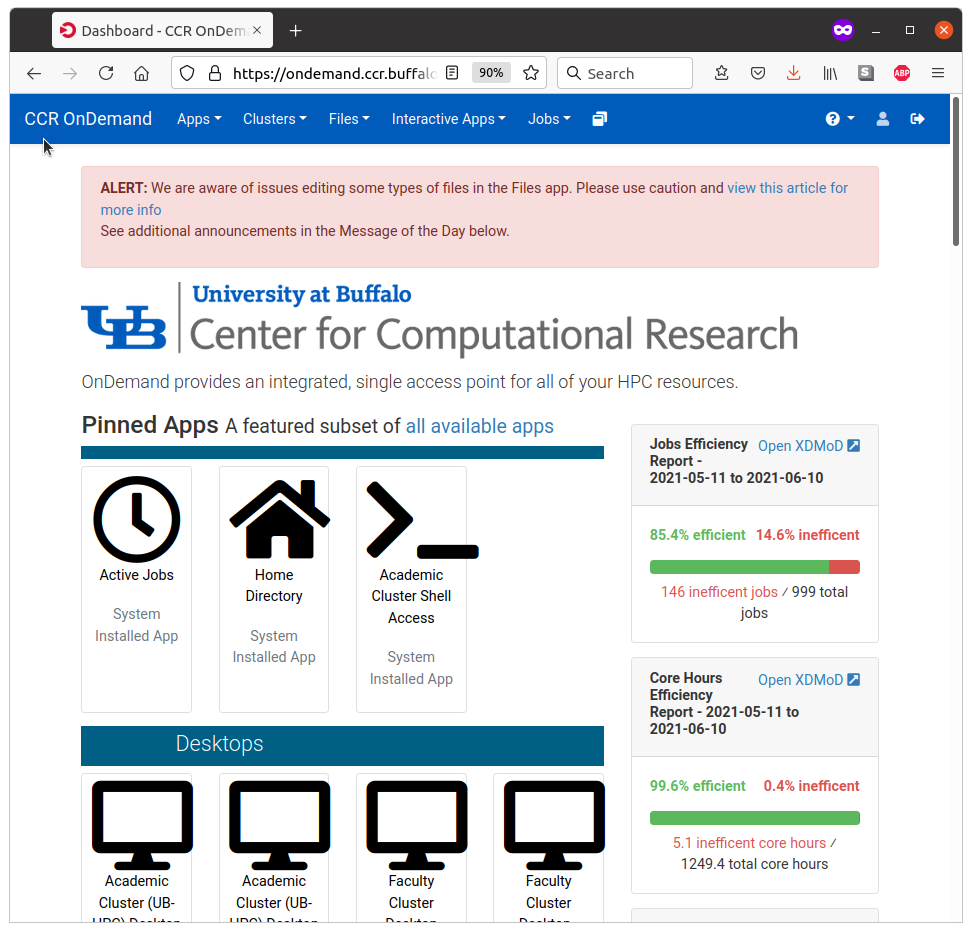 Dashboard - CCR OnDem
https://ondemand.ccr.buffalo
90%
Search
S
ABP
CCR OnDemand Apps Clusters Files Interactive Apps Jobs
ALERT: We are aware of issues editing some types of files in the Files app. Please use caution and view this article for
more info
See additional announcements in the Message of the Day below.
UB
University at Buffalo
Center for Computational Research
OnDemand provides an integrated, single access point for all of your HPC resources.
Pinned Apps A featured subset of all available apps
Active Jobs
System
Installed App
Home
Directory
System
Installed App
Academic
Cluster Shell
Access
System
Installed App
Desktops
Academic
Cluster (UB-
HPC) Desktop
Academic
Cluster (UB-
HPC) Desktop
Faculty
Cluster
Desktop
Faculty
Cluster
Desktop
Jobs Efficiency
Report -
2021-05-11 to 2021-06-10
Open XDMoD
85.4% efficient 14.6% inefficent
146 inefficent jobs / 999 total
jobs
Core Hours
Efficiency
Report - 2021-05-11 to
2021-06-10
Open XDMoD
99.6% efficient 0.4% inefficent
5.1 inefficent core hours /
1249.4 total core hours